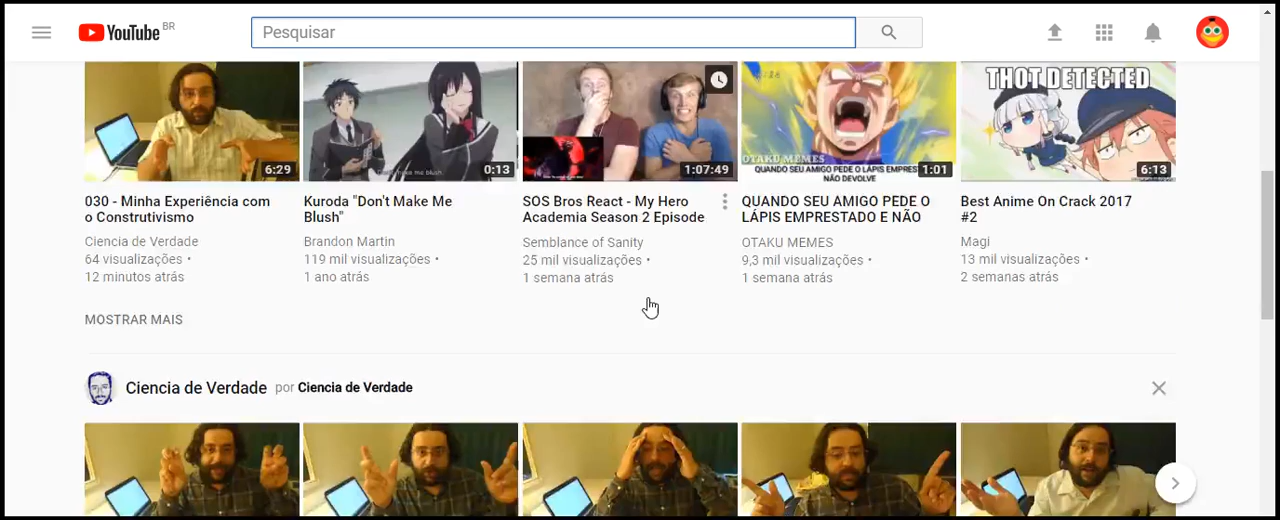 YouTube BR
Pesquisar
THOT DETECTED
OTAKU MEMES
QUANDO SEU AMIGO PEDE O LÁPIS EMPRESTADO E
NÃO DEVOLVE
6:29
0:13
1:07:49
1:01
6:13
030 - Minha Experiência com
o Construtivismo
Ciencia de Verdade
64 visualizações •
12 minutos atrás
Kuroda "Don't Make Me
Blush"
Brandon Martin
119 mil visualizações •
1 ano atrás
SOS Bros React - My Hero
Academia Season 2 Episode
Semblance of Sanity
25 mil visualizações •
1 semana atrás
QUANDO SEU AMIGO PEDE O
LÁPIS EMPRESTADO E NÃO
OTAKU MEMES
9,3 mil visualizações •
1 semana atrás
Best Anime On Crack 2017
#2
Magi
13 mil visualizações •
2 semanas atrás
MOSTRAR MAIS
Ciencia de Verdade por Ciencia de Verdade